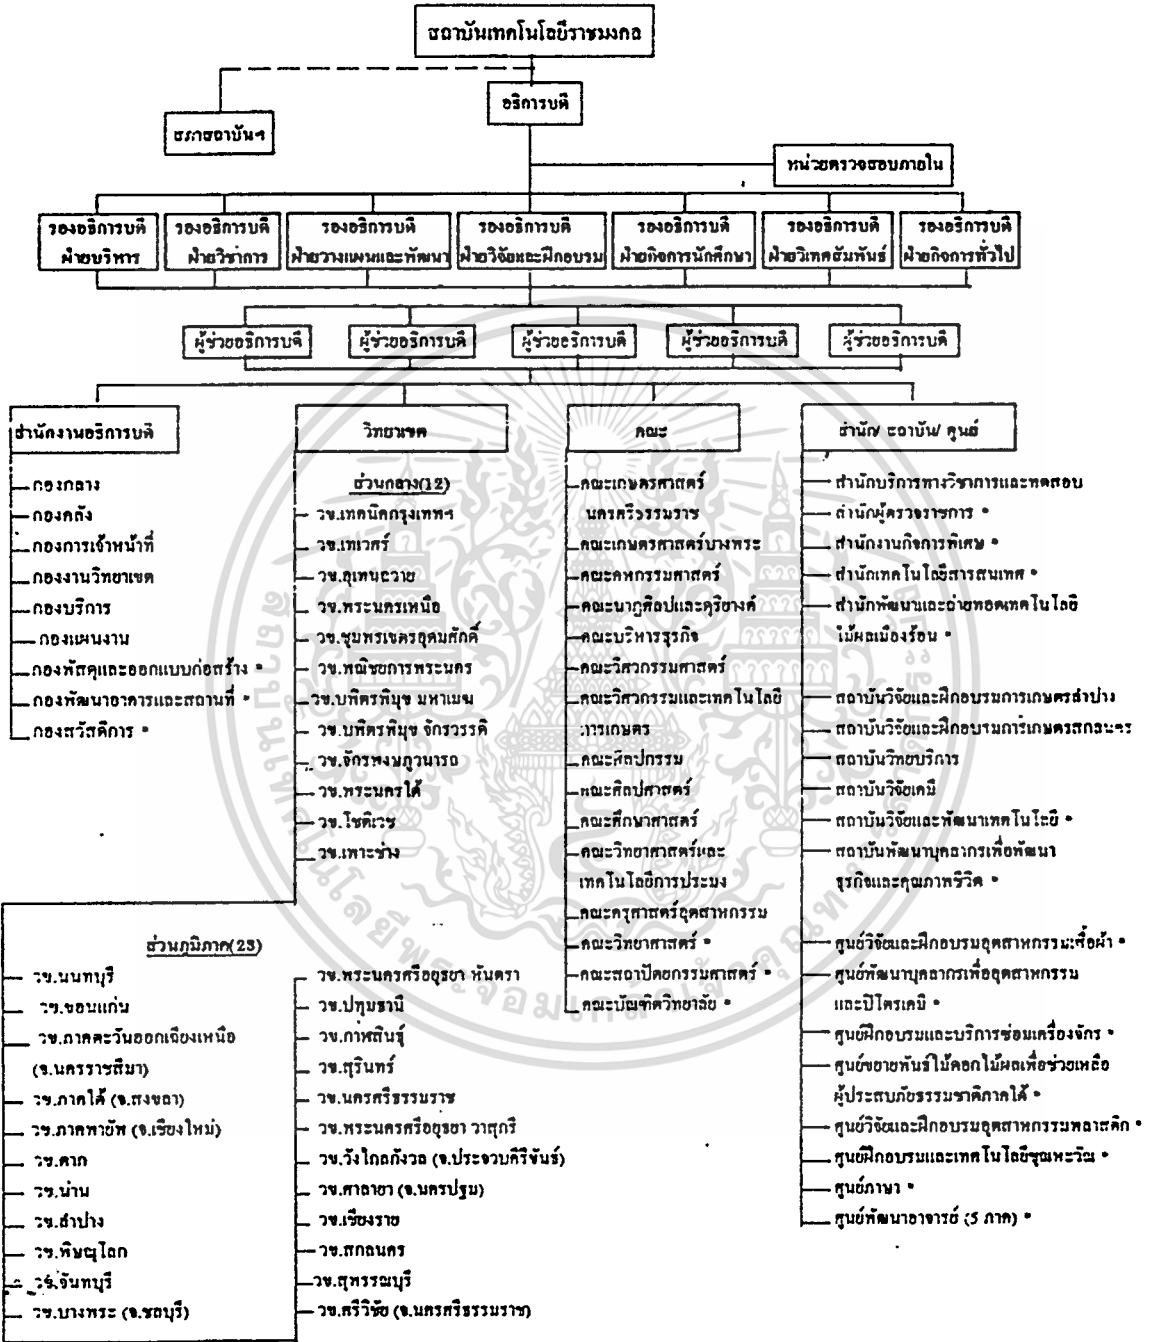 สถาบันเทคโนโลยีราชมงคล
อธิการบดี
สภาสถาบันฯ
หน่วยตรวจสอบภายใน
รองอธิการบดี
ฝ่ายบริหาร
รองอธิการบดี
ฝ่ายวิชาการ
รองอธิการบดี
ฝ่ายวางแผนและพัฒนา
รองอธิการบดี
ฝ่ายวิจัยและฝึกอบรม
รองอธิการบดี
ฝ่ายกิจการนักศึกษา
รองอธิการบดี
ฝ่ายวิเทศสัมพันธ์
รองอธิการบดี
ฝ่ายกิจการทั่วไป
ผู้ช่วยอธิการบดี
ผู้ช่วยอธิการบดี
ผู้ช่วยอธิการบดี
ผู้ช่วยอธิการบดี
ผู้ช่วยอธิการบดี
สำนักงานอธิการบดี
กองกลาง
กองคลัง
กองการเจ้าหน้าที่
กองงานวิทยาเขต
กองบริการ
กองแผนงาน
กองพัสดุและออกแบบก่อสร้าง *
กองพัฒนาอาคารและสถานที่ *
กองสวัสดิการ *
วิทยาเขต
ส่วนกลาง(12)
วข.เทคนิคกรุงเทพฯ
วข.เทเวศร์
วข.อุเทนถวาย
วข.พระนครเหนือ
วข.ชุมพรเขตรอุดมศักดิ์
วข.พณิชยการพระนคร
วข.บพิตรพิมุข มหาเมฆ
วข.บพิตรพิมุข จักรวรรดิ
วข.จักรพงษภูวนารถ
วข.พระนครใต้
วข.โชติเวช
วข.เพาะช่าง
ส่วนภูมิภาค(23)
วข.นนทบุรี
วข.ขอนแก่น
วข.ภาคตะวันออกเฉียงเหนือ
(จ.นครราชสีมา)
วข.ภาคใต้ (จ.สงขลา)
วข.ภาคพายัพ (จ.เชียงใหม่)
วข.ตาก
วข.น่าน
วข.ลำปาง
วข.พิษณุโลก
วข.จันทบุรี
วข.บางพระ (จ.ชลบุรี)
วข.พระนครศรีอยุธยา หันตรา
วข.ปทุมธานี
วข.กาฬสินธุ์
วข.สุรินทร์
วข.นครศรีธรรมราช
วข.พระนครศรีอยุธยา วาสุกรี
วข.วังไกลกังวล (จ.ประจวบคีรีขันธ์)
วข.ศาลายา (จ.นครปฐม)
วข.เชียงราย
วข.สกลนคร
วข.สุพรรณบุรี
วข.ศรีวิชัย (จ.นครศรีธรรมราช)
คณะ
คณะเกษตรศาสตร์
นครศรีธรรมราช
คณะเกษตรศาสตร์บางพระ
คณะคหกรรมศาสตร์
คณะนาฏศิลปและดุริยางค์
คณะบริหารธุรกิจ
คณะวิศวกรรมศาสตร์
คณะวิศวกรรมและเทคโนโลยี
การเกษตร
คณะศิลปกรรม
คณะศิลปศาสตร์
คณะศึกษาศาสตร์
คณะวิทยาศาสตร์และ
เทคโนโลยีการประมง
คณะครุศาสตร์อุตสาหกรรม
คณะวิทยาศาสตร์ *
คณะสถาปัตยกรรมศาสตร์ *
คณะบัณฑิตวิทยาลัย *
สำนัก/ สถาบัน/ ศูนย์
สำนักบริการทางวิชาการและทดสอบ
สำนักผู้ตรวจราชการ *
สำนักงานกิจการพิเศษ *
สำนักเทคโนโลยีสารสนเทศ *
สำนักพัฒนาและถ่ายทอดเทคโนโลยี
ไม้ผลเมืองร้อน *
สถาบันวิจัยและฝึกอบรมการเกษตรลำปาง
สถาบันวิจัยและฝึกอบรมการเกษตรสกลนคร
สถาบันวิทยบริการ
สถาบันวิจัยเคมี
สถาบันวิจัยและพัฒนาเทคโนโลยี *
สถาบันพัฒนาบุคลากรเพื่อพัฒนา
ธุรกิจและคุณภาพชีวิต *
ศูนย์วิจัยและฝึกอบรมอุตสาหกรรมเสื้อผ้า *
ศูนย์พัฒนาบุคลากรเพื่ออุตสาหกรรม
และปิโตรเคมี *
ศูนย์ฝึกอบรมและบริการซ่อมเครื่องจักร *
ศูนย์ขยายพันธ์ไม้ดอกไม้ผลเพื่อช่วยเหลือ
ผู้ประสบภัยธรรมชาติภาคใต้ *
ศูนย์วิจัยและฝึกอบรมอุตสาหกรรมพลาสติก *
ศูนย์ฝึกอบรมและเทคโนโลยีชุณหะวัณ *
ศูนย์ภาษา *
ศูนย์พัฒนาอาจารย์ (5 ภาค) *
สถาบันเทคโนโลยีพระจอมเกล้าเจ้าคุณทหารลาดกระบัง